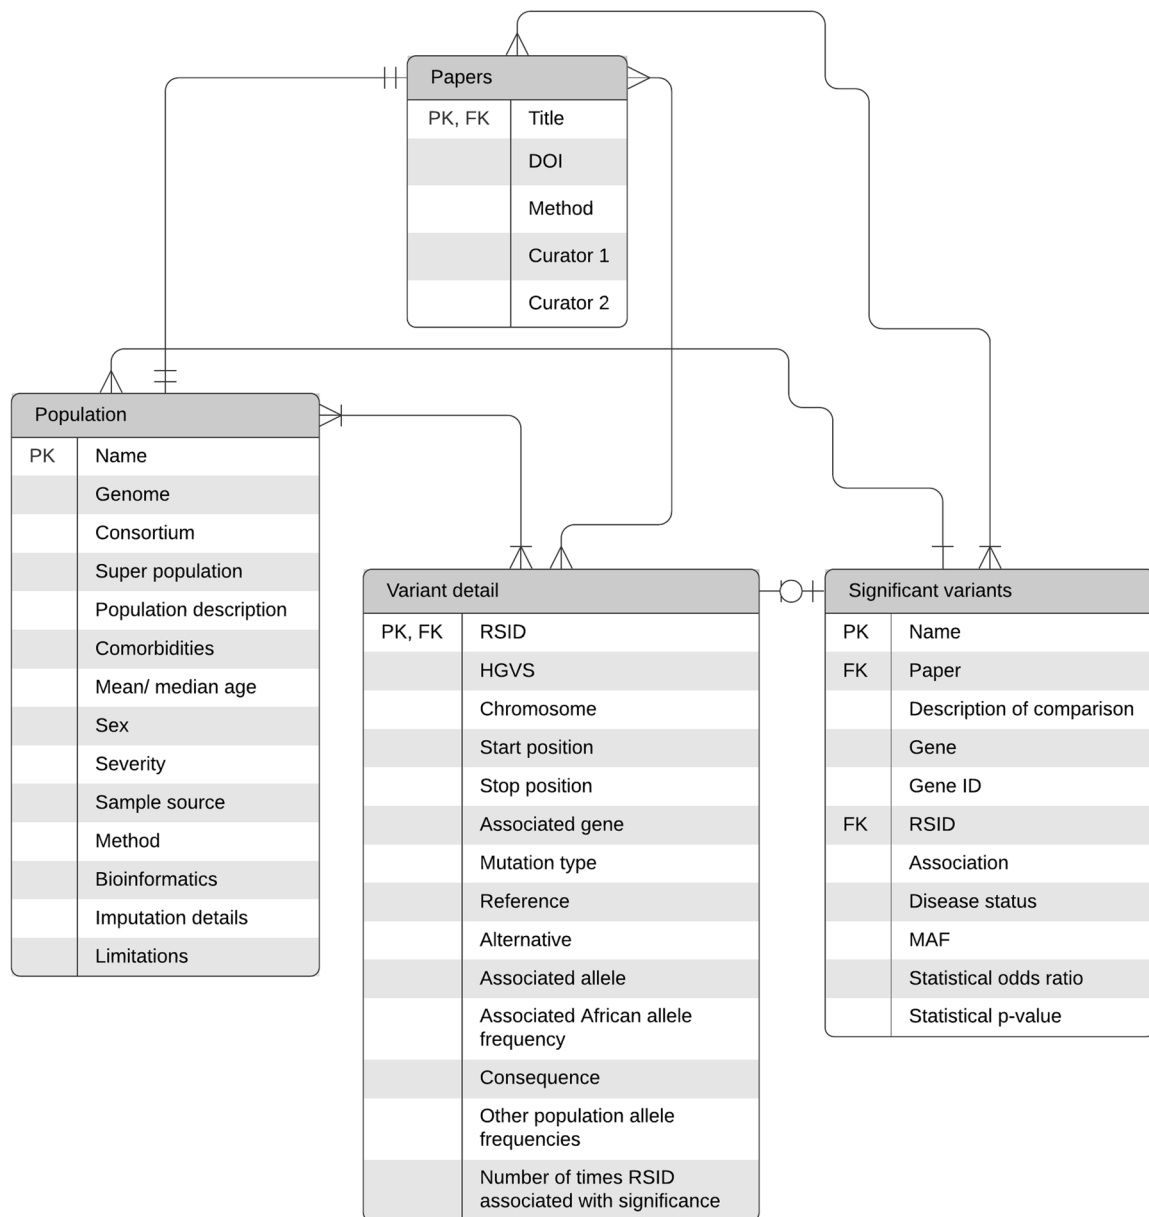 Papers
PK, FK Title
DOI
Method
Curator 1
Curator 2
Population
PK Name
Genome
Consortium
Super population
Population description
Comorbidities
Mean/ median age
Sex
Severity
Sample source
Method
Bioinformatics
Imputation details
Limitations
Variant detail
PK, FK RSID
HGVS
Chromosome
Start position
Stop position
Associated gene
Mutation type
Reference
Alternative
Associated allele
Associated African allele
frequency
Consequence
Other population allele
frequencies
Number of times RSID
associated with significance
Significant variants
PK Name
FK Paper
Description of comparison
Gene
Gene ID
FK RSID
Association
Disease status
MAF
Statistical odds ratio
Statistical p-value